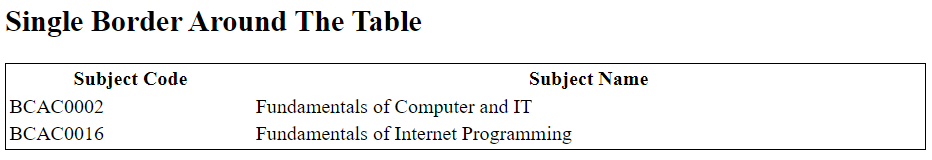 Single Border Around The Table
Subject Code Subject Name
BCAC0002 Fundamentals of Computer and IT
BCAC0016 Fundamentals of Internet Programming